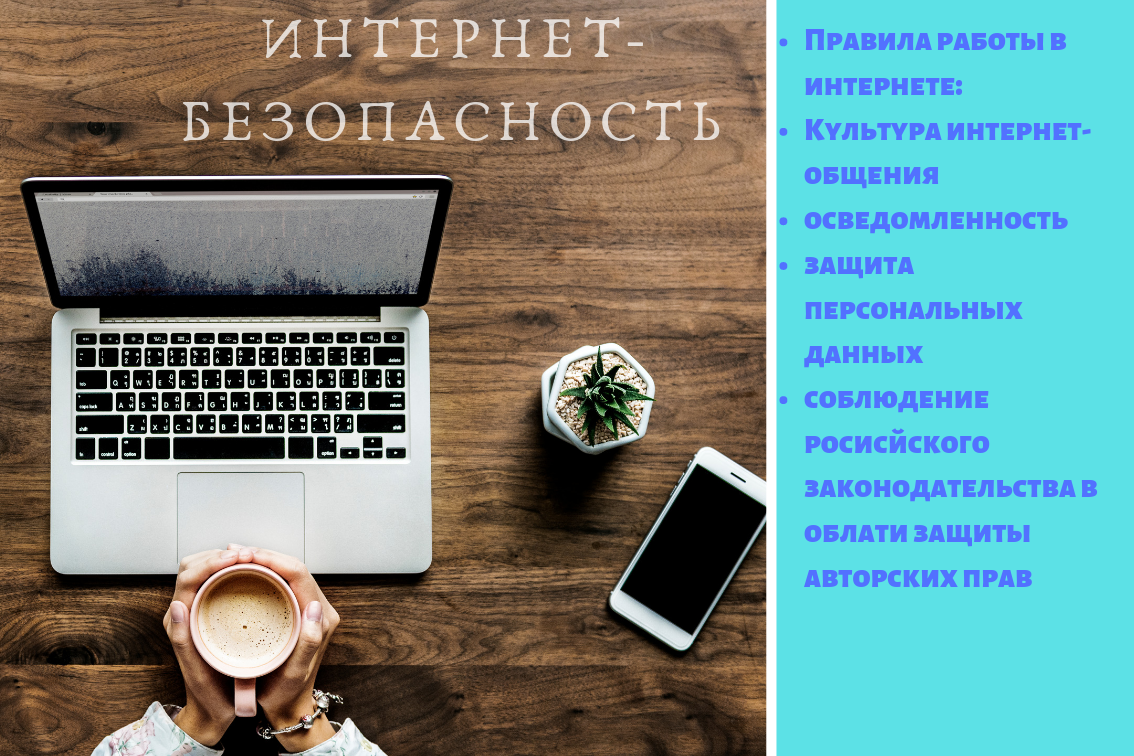 ИНТЕРНЕТ-
БЕЗОПАСНОСТЬ
• Правила работы в
интернете:
• Культура интернет-
общения
• осведомленность
• защита
персональных
данных
• соблюдение
росисйского
законодательства в
облати защиты
авторских прав